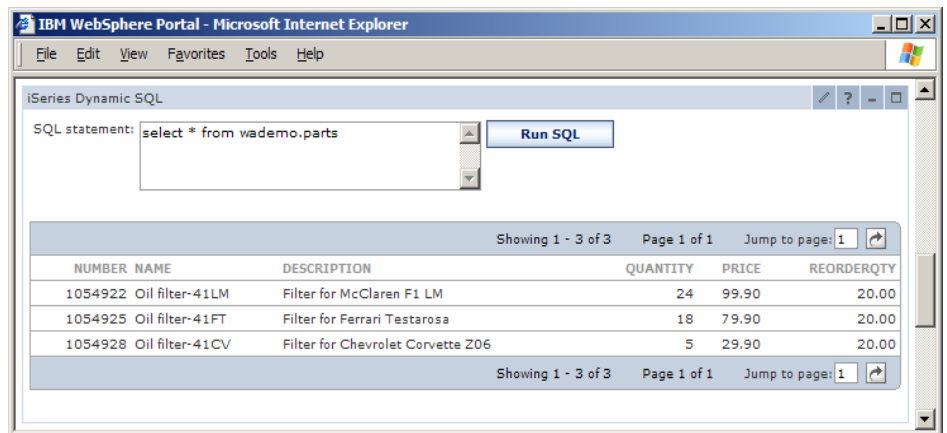 IBM WebSphere Portal - Microsoft Internet Explorer
File Edit View Favorites Tools Help
iSeries Dynamic SQL ? 
SQL statement: select * from wademo.parts Run SQL
Showing 1 - 3 of 3 Page 1 of 1 Jump to page: 1
NUMBER NAME DESCRIPTION QUANTITY PRICE REORDERQTY
1054922 Oil filter-41LM Filter for McClaren F1 LM 24 99.90 20.00
1054925 Oil filter-41FT Filter for Ferrari Testarosa 18 79.90 20.00
1054928 Oil filter-41CV Filter for Chevrolet Corvette Z06 5 29.90 20.00
Showing 1 - 3 of 3 Page 1 of 1 Jump to page: 1